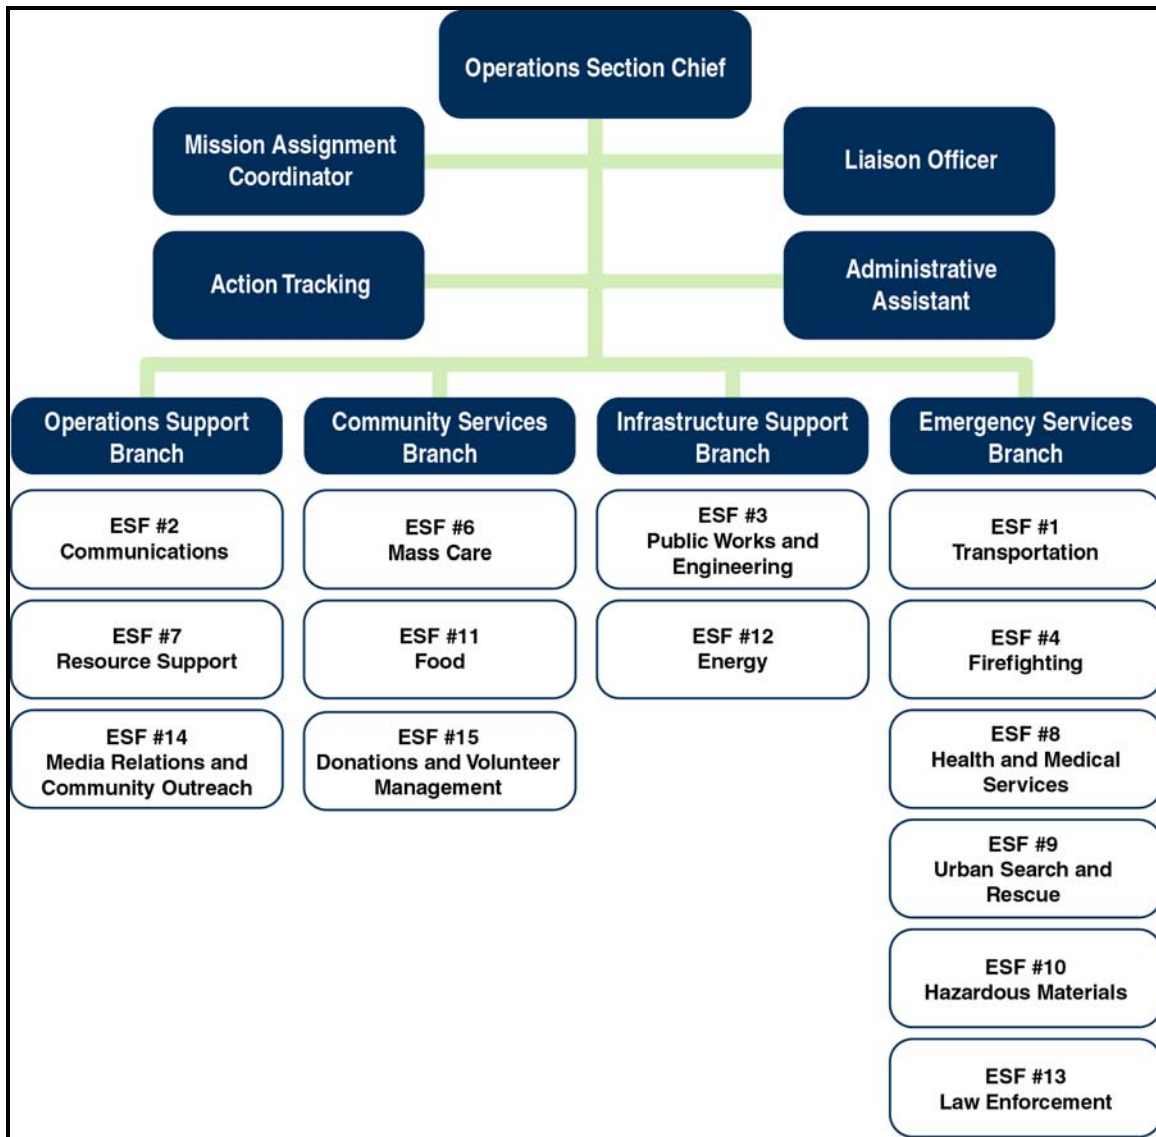 Operations Section Chief
Mission Assignment
Coordinator
Liaison Officer
Action Tracking
Administrative
Assistant
Operations Support
Branch
ESF #2
Communications
ESF #7
Resource Support
ESF #14
Media Relations and
Community Outreach
Community Services
Branch
ESF #6
Mass Care
ESF #11
Food
ESF #15
Donations and Volunteer
Management
Infrastructure Support
Branch
ESF #3
Public Works and
Engineering
ESF #12
Energy
Emergency Services
Branch
ESF #1
Transportation
ESF #4
Firefighting
ESF #8
Health and Medical
Services
ESF #9
Urban Search and
Rescue
ESF #10
Hazardous Materials
ESF #13
Law Enforcement